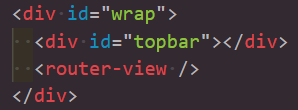 <div id="wrap">
  <div id="topbar"></div>
  <router-view />
</div>